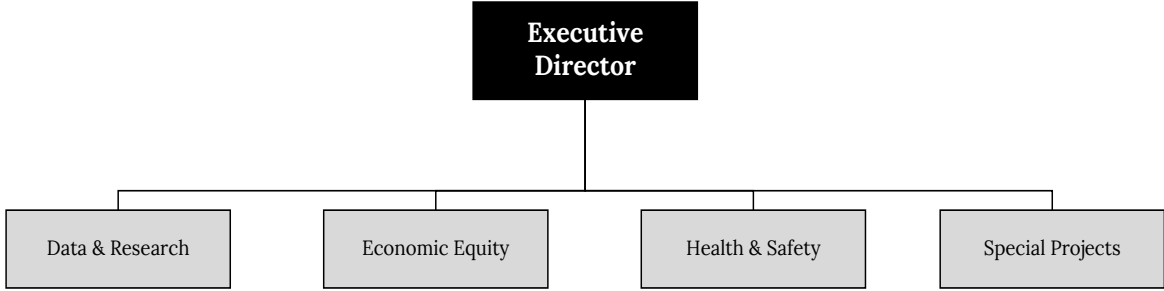 Executive
Director
Data & Research
Economic Equity
Health & Safety
Special Projects